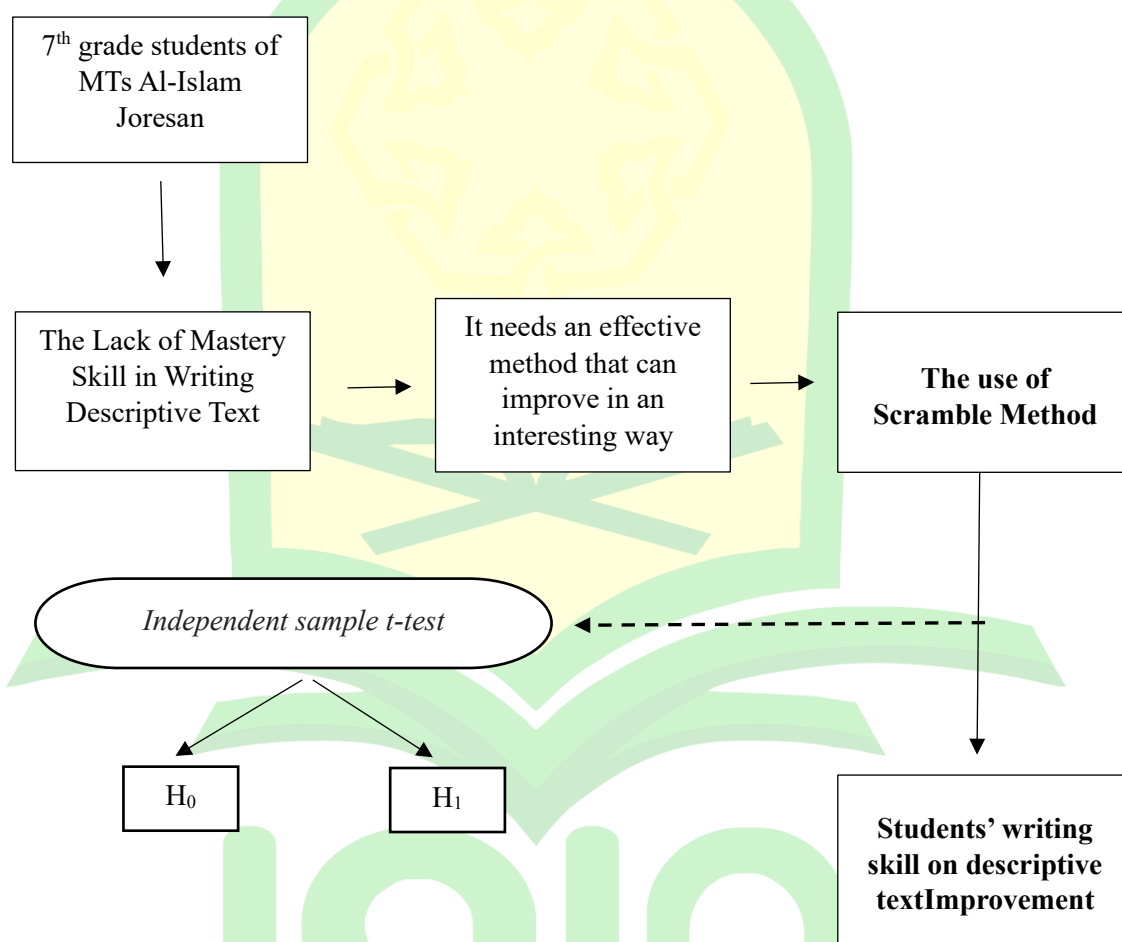 7th grade students of
MTs Al-Islam
Joresan
The Lack of Mastery
Skill in Writing
Descriptive Text
It needs an effective
method that can
improve in an
interesting way
The use of
Scramble Method
Independent sample t-test
H0
H1
Students’ writing
skill on descriptive
textImprovement